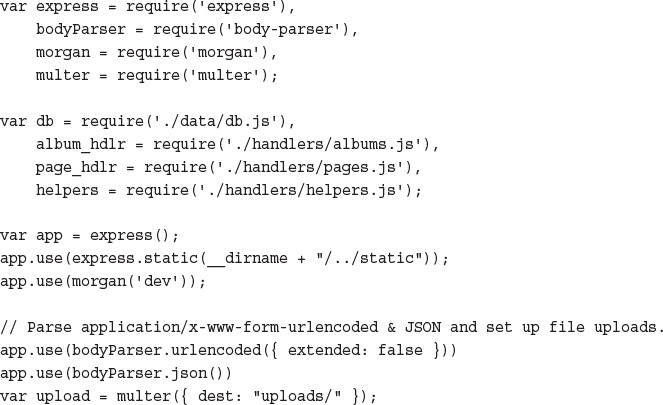 var express = require('express'),
    bodyParser = require('body-parser'),
    morgan = require('morgan'),
    multer = require('multer');

var db = require('./data/db.js'),
    album_hdlr = require('./handlers/albums.js'),
    page_hdlr = require('./handlers/pages.js'),
    helpers = require('./handlers/helpers.js');

var app = express();
app.use(express.static(__dirname + "/../static"));
app.use(morgan('dev'));

// Parse application/x-www-form-urlencoded & JSON and set up file uploads.
app.use(bodyParser.urlencoded({ extended: false }))
app.use(bodyParser.json())
var upload = multer({ dest: "uploads/" });